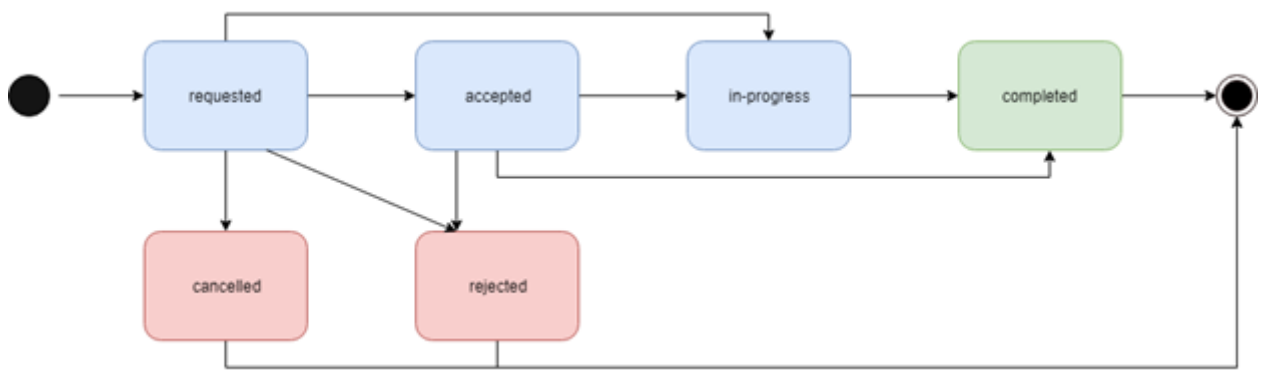 requested
accepted
in-progress
completed
cancelled
rejected